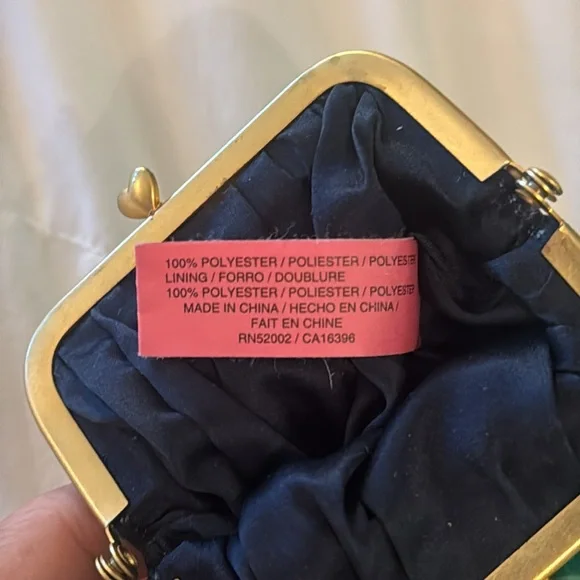 100% POLYESTER / POLIESTER / POLYESTER
LINING / FORRO / DOUBLURE
100% POLYESTER / POLIESTER / POLYESTER
MADE IN CHINA / HECHO EN CHINA /
FAIT EN CHINE
RN52002 / CA16396